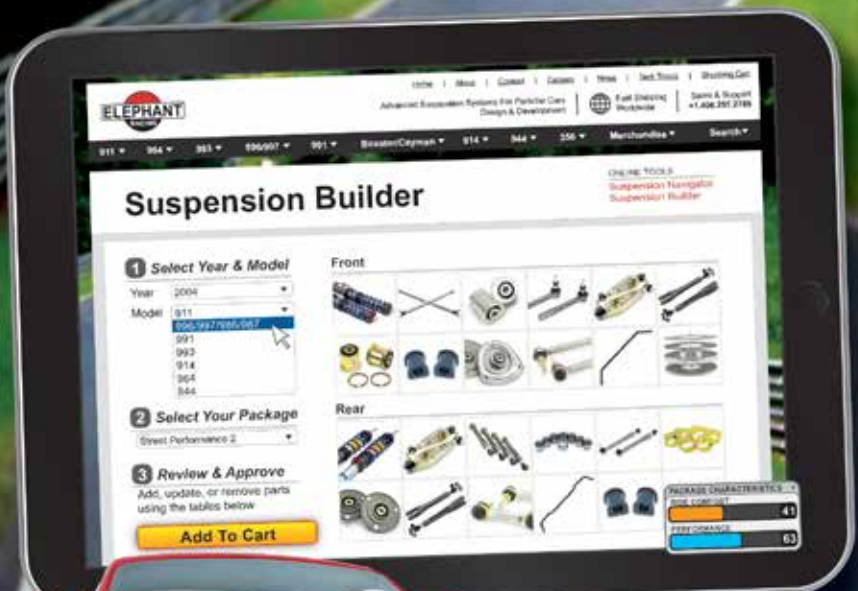 Home | About | Contact | Careers | News | Tech Trove | Shopping Cart
ELEPHANT
RACING
Advanced Suspension Systems For Porsche Cars
Design & Development
Fast Shipping
Worldwide
Sales & Support
911 ▾ 964 ▾ 993 ▾ 996/997 ▾ 991 ▾ Boxster/Cayman ▾ 914 ▾ 944 ▾ 356 ▾ Merchandise ▾ Search ▾
Suspension Builder
ONLINE TOOLS
Suspension Navigator
Suspension Builder
1 Select Year & Model
Year 2004
Model 911
996/997/986/987
991
993
914
964
944
2 Select Your Package
Street Performance 2
3 Review & Approve
Add, update, or remove parts
using the tables below
Add To Cart
Front
Rear
PACKAGE CHARACTERISTICS
RIDE COMFORT
41
PERFORMANCE
63